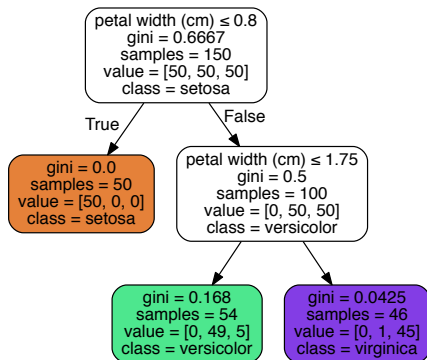 petal width (cm) ≤ 0.8
gini = 0.6667
samples = 150
value = [50, 50, 50]
class = setosa
True
False
gini = 0.0
samples = 50
value = [50, 0, 0]
class = setosa
petal width (cm) ≤ 1.75
gini = 0.5
samples = 100
value = [0, 50, 50]
class = versicolor
gini = 0.168
samples = 54
value = [0, 49, 5]
class = versicolor
gini = 0.0425
samples = 46
value = [0, 1, 45]
class = virginica